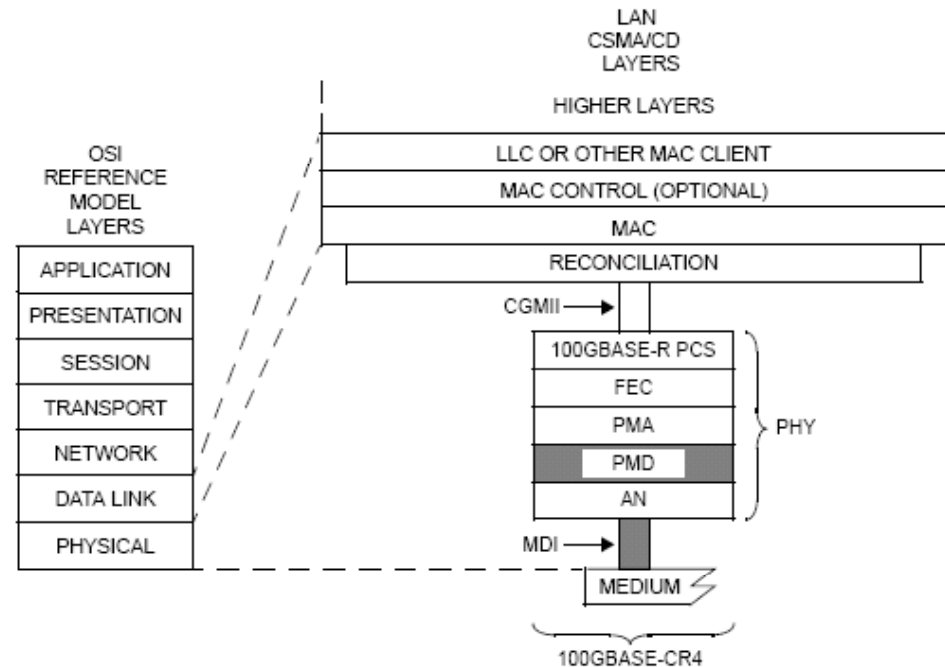 LAN
CSMA/CD
LAYERS
HIGHER LAYERS
OSI
REFERENCE
MODEL
LAYERS
LLC OR OTHER MAC CLIENT
MAC CONTROL (OPTIONAL)
MAC
RECONCILIATION
APPLICATION
PRESENTATION
SESSION
TRANSPORT
NETWORK
DATA LINK
PHYSICAL
CGMII
100GBASE-R PCS
FEC
PMA
PMD
AN
PHY
MDI
MEDIUM
100GBASE-CR4